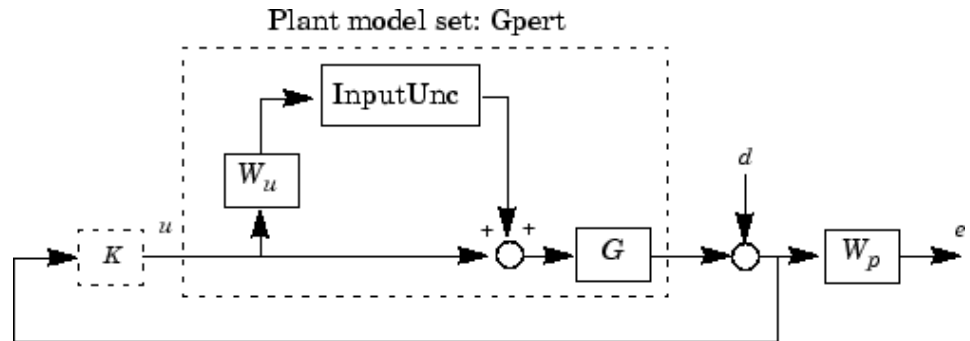 Plant model set: Gpert
InputUnc
W_u
d
u
+ +
e
K
G
W_p